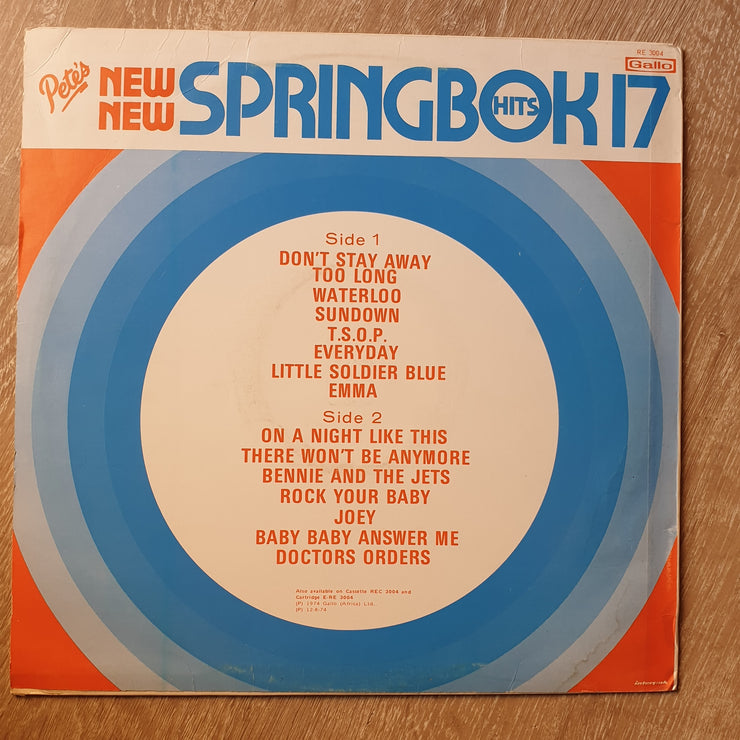 RE 3004
Gallo
Pete's NEW SPRINGBOK HITS 17
NEW
Side 1
DON'T STAY AWAY
TOO LONG
WATERLOO
SUNDOWN
T.S.O.P.
EVERYDAY
LITTLE SOLDIER BLUE
EMMA
Side 2
ON A NIGHT LIKE THIS
THERE WON'T BE ANYMORE
BENNIE AND THE JETS
ROCK YOUR BABY
JOEY
BABY BABY ANSWER ME
DOCTORS ORDERS
Also available on Cassette REC 3004 and
Cartridge E-RE 3004
(P) 1974 Gallo (Africa) Ltd.
(P) 12-6-74